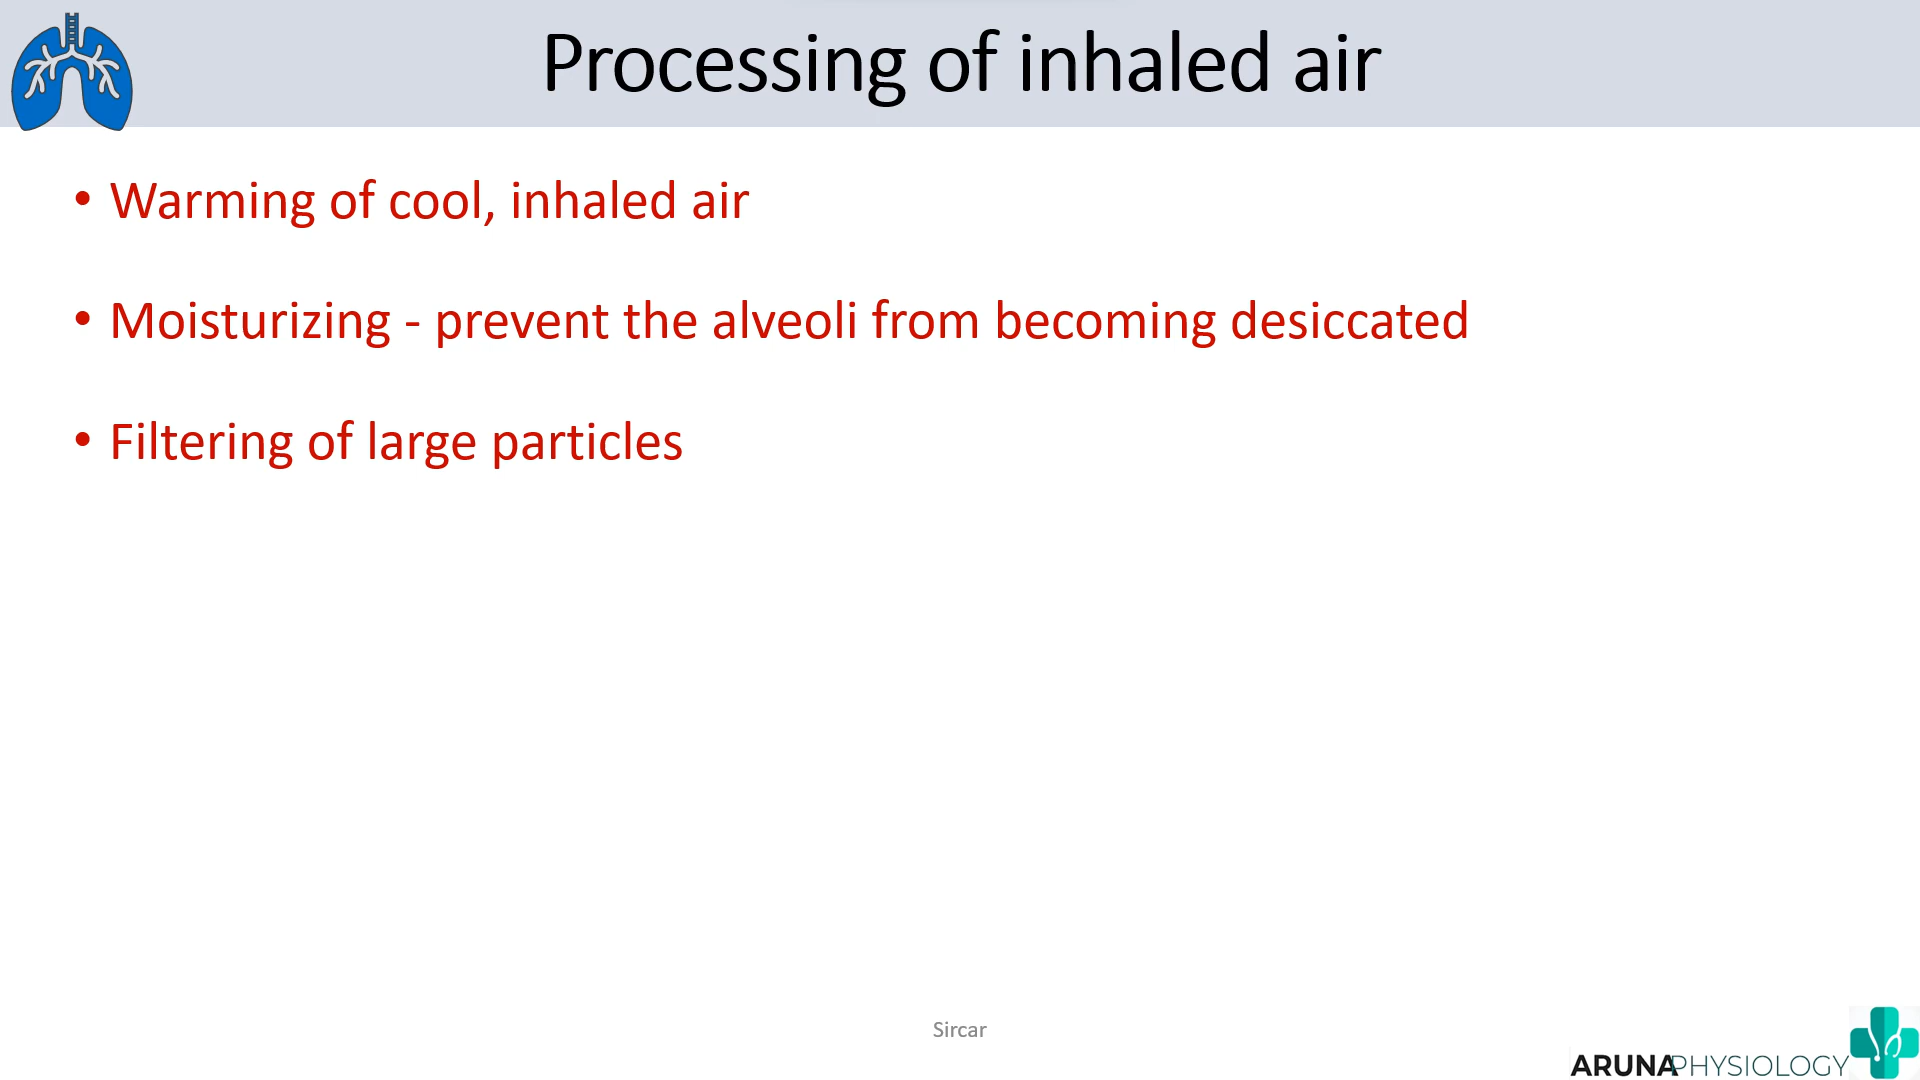 Processing of inhaled air
• Warming of cool, inhaled air
• Moisturizing - prevent the alveoli from becoming desiccated
• Filtering of large particles
Sircar
ARUNAPHYSIOLOGY